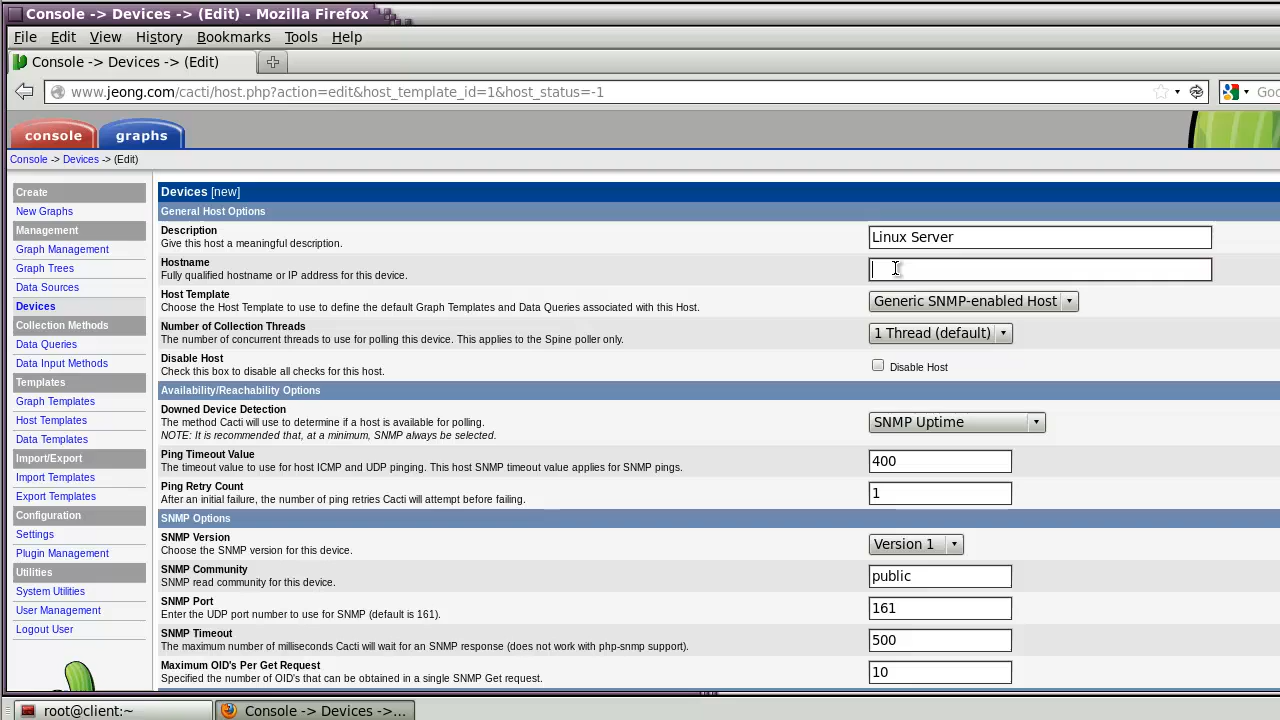 Console -> Devices -> (Edit) - Mozilla Firefox
File Edit View History Bookmarks Tools Help
Console -> Devices -> (Edit)
www.jeong.com/cacti/host.php?action=edit&host_template_id=1&host_status=-1
Goo
console graphs
Console -> Devices -> (Edit)
Create
New Graphs
Management
Graph Management
Graph Trees
Data Sources
Devices
Collection Methods
Data Queries
Data Input Methods
Templates
Graph Templates
Host Templates
Data Templates
Import/Export
Import Templates
Export Templates
Configuration
Settings
Plugin Management
Utilities
System Utilities
User Management
Logout User
Devices [new]
General Host Options
Description
Give this host a meaningful description.
Linux Server
Hostname
Fully qualified hostname or IP address for this device.
Host Template
Choose the Host Template to use to define the default Graph Templates and Data Queries associated with this Host.
Generic SNMP-enabled Host
Number of Collection Threads
The number of concurrent threads to use for polling this device. This applies to the Spine poller only.
1 Thread (default)
Disable Host
Check this box to disable all checks for this host.
Disable Host
Availability/Reachability Options
Downed Device Detection
The method Cacti will use to determine if a host is available for polling.
NOTE: It is recommended that, at a minimum, SNMP always be selected.
SNMP Uptime
Ping Timeout Value
The timeout value to use for host ICMP and UDP pinging. This host SNMP timeout value applies for SNMP pings.
400
Ping Retry Count
After an initial failure, the number of ping retries Cacti will attempt before failing.
1
SNMP Options
SNMP Version
Choose the SNMP version for this device.
Version 1
SNMP Community
SNMP read community for this device.
public
SNMP Port
Enter the UDP port number to use for SNMP (default is 161).
161
SNMP Timeout
The maximum number of milliseconds Cacti will wait for an SNMP response (does not work with php-snmp support).
500
Maximum OID's Per Get Request
Specified the number of OID's that can be obtained in a single SNMP Get request.
10
root@client:~
Console -> Devices ->...